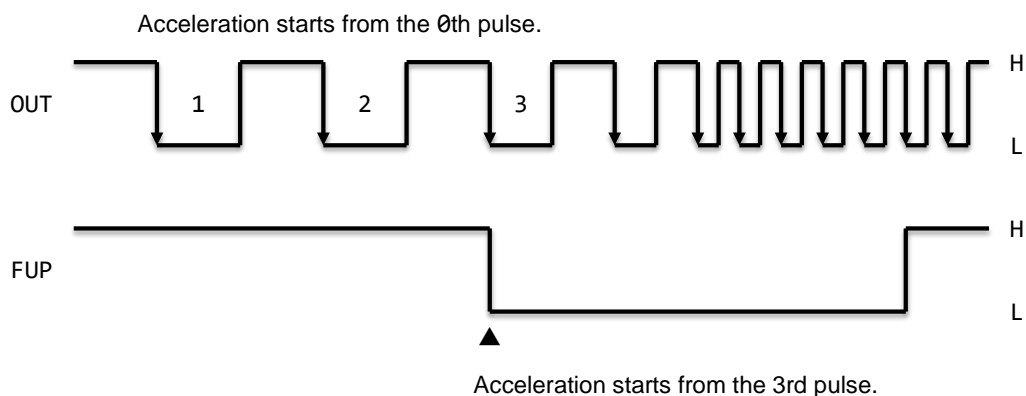 Acceleration starts from the 0th pulse.
H
OUT 1 2 3
L
H
FUP
L
Acceleration starts from the 3rd pulse.